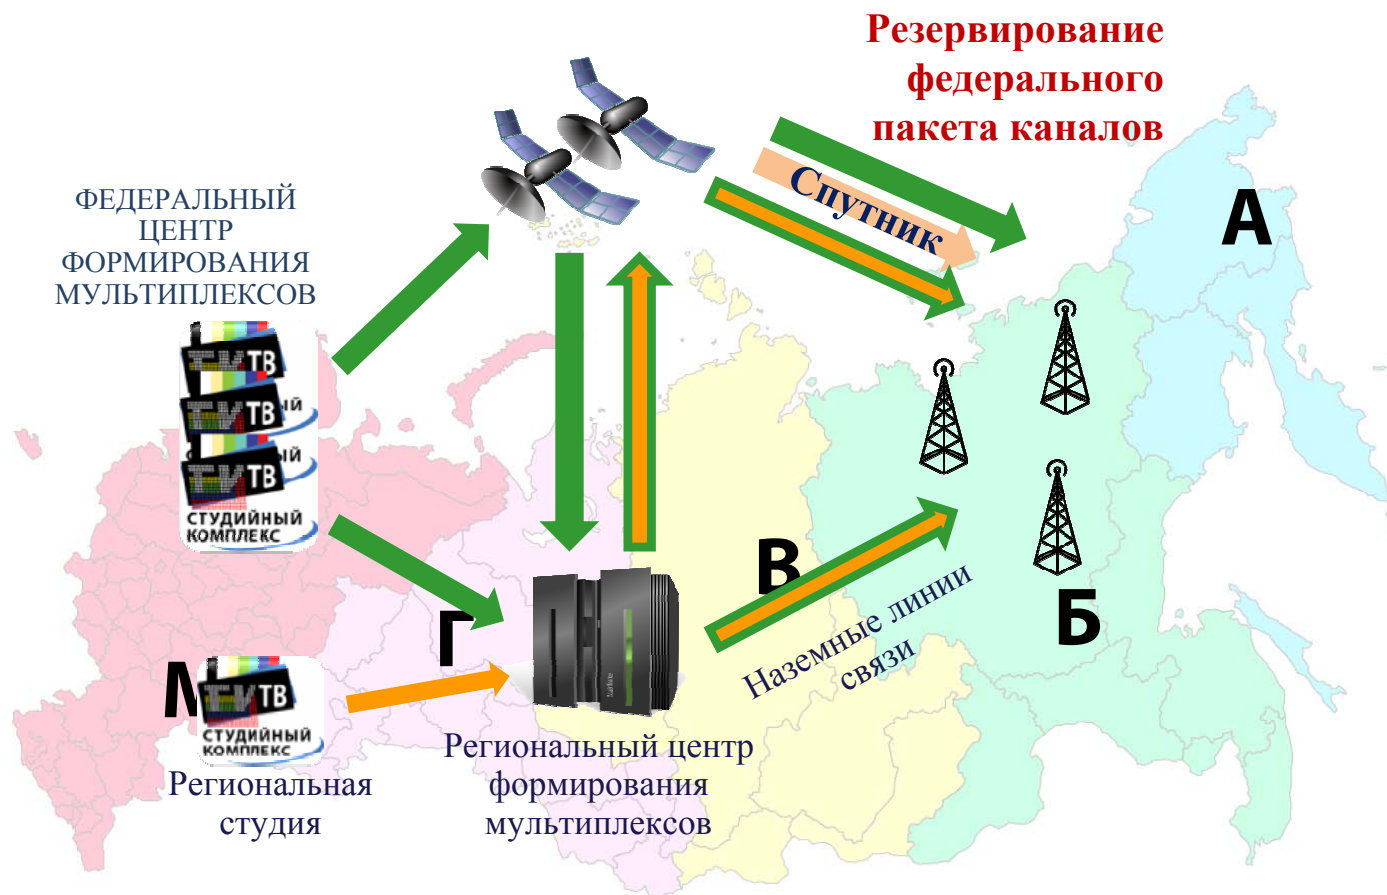 Резервирование
федерального
пакета каналов
ФЕДЕРАЛЬНЫЙ
ЦЕНТР
ФОРМИРОВАНИЯ
МУЛЬТИПЛЕКСОВ
Спутник
А
ТВ
ТВ
ТВ
СТУДИЙНЫЙ
КОМПЛЕКС
В
Б
Г
Наземные линии
связи
М
ТВ
СТУДИЙНЫЙ
КОМПЛЕКС
Региональная
студия
Региональный центр
формирования
мультиплексов